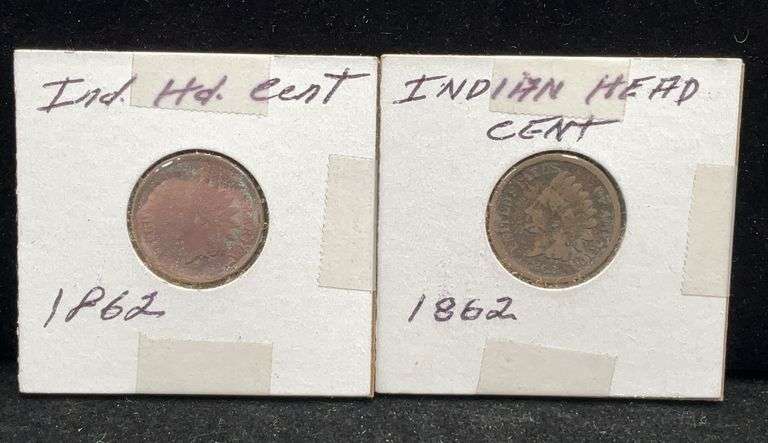 Ind. Hd. Cent
1862
INDIAN HEAD
CENT
1862